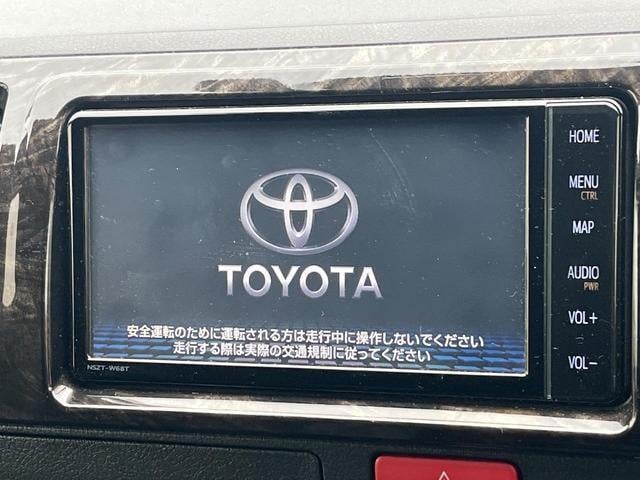 TOYOTA
安全運転のために運転される方は走行中に操作しないでください
走行する際は実際の交通規制に従ってください
NSZT-W68T
HOME
MENU
CTRL
MAP
AUDIO
PWR
VOL+
VOL-